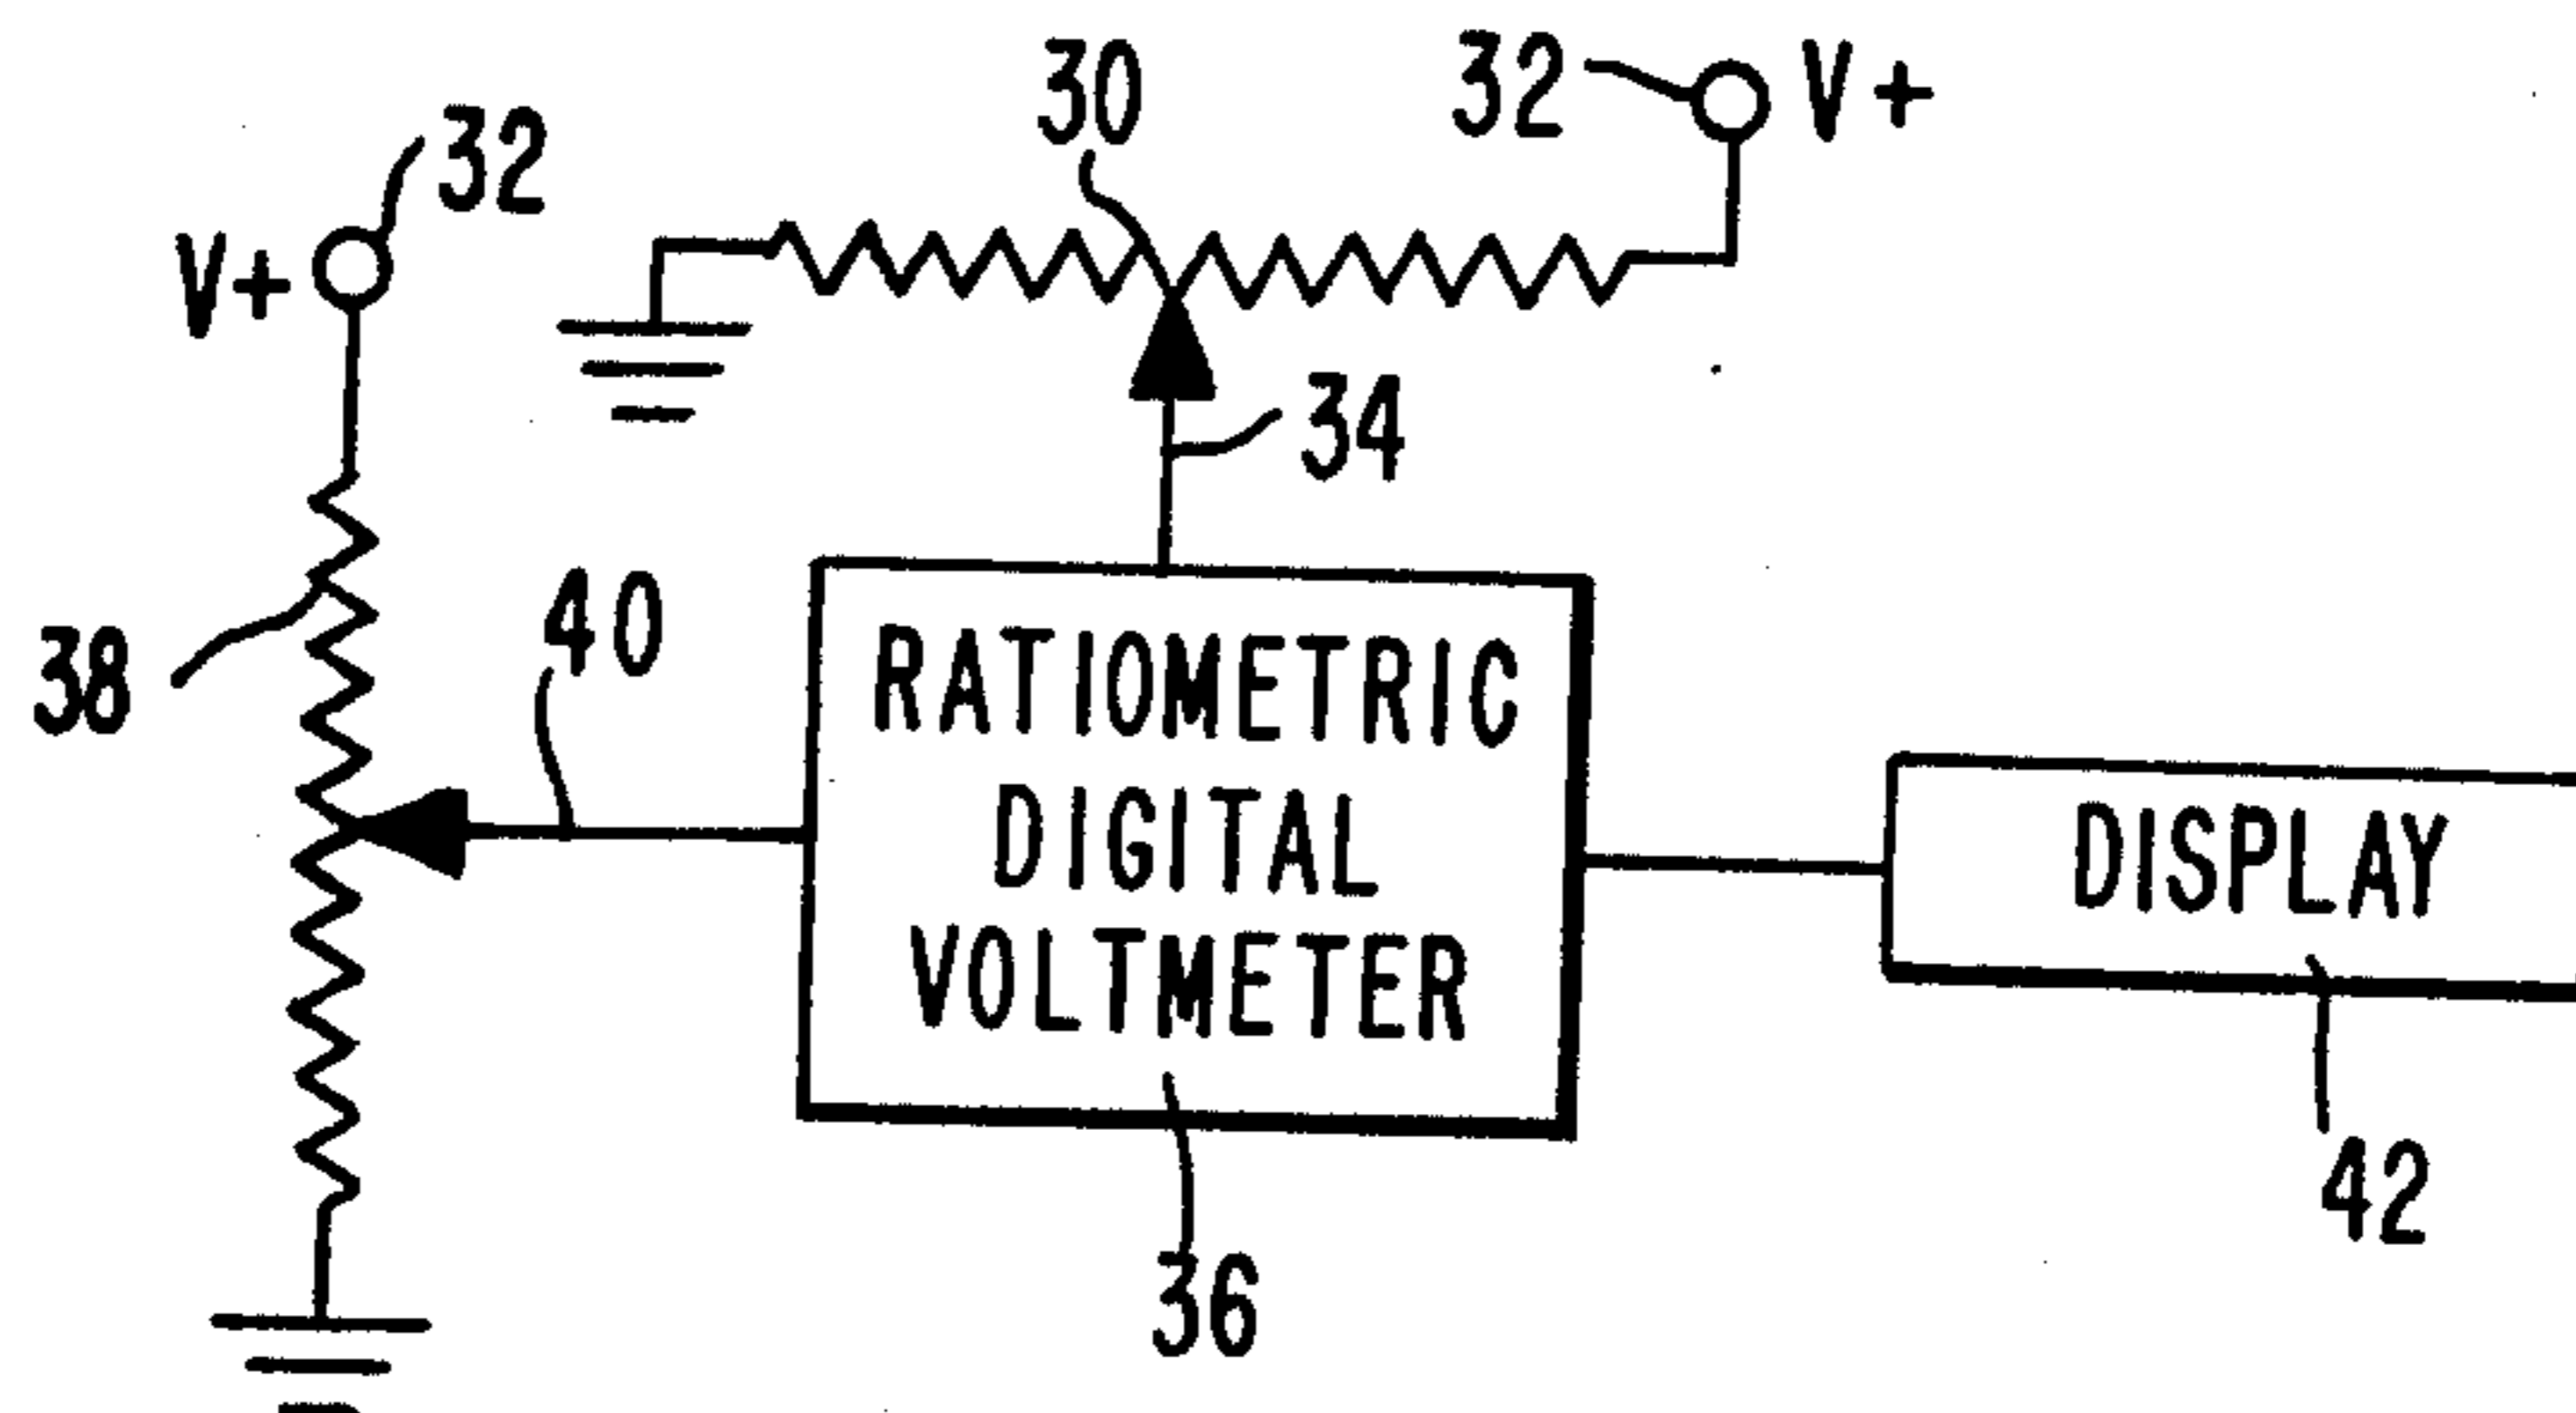 30
32
V+
32
V+
34
40
38
RATIOMETRIC
DIGITAL
VOLTMETER
DISPLAY
42
36